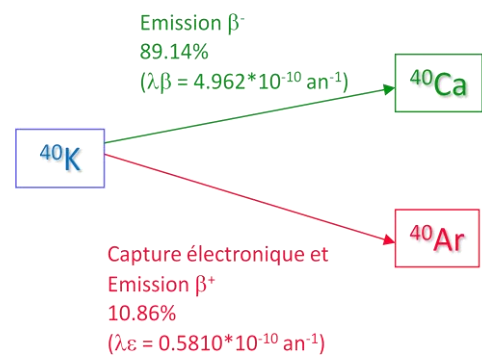 Emission β⁻
89.14%
(λβ = 4.962*10⁻¹⁰ an⁻¹)
⁴⁰Ca
⁴⁰K
⁴⁰Ar
Capture électronique et
Emission β⁺
10.86%
(λε = 0.5810*10⁻¹⁰ an⁻¹)